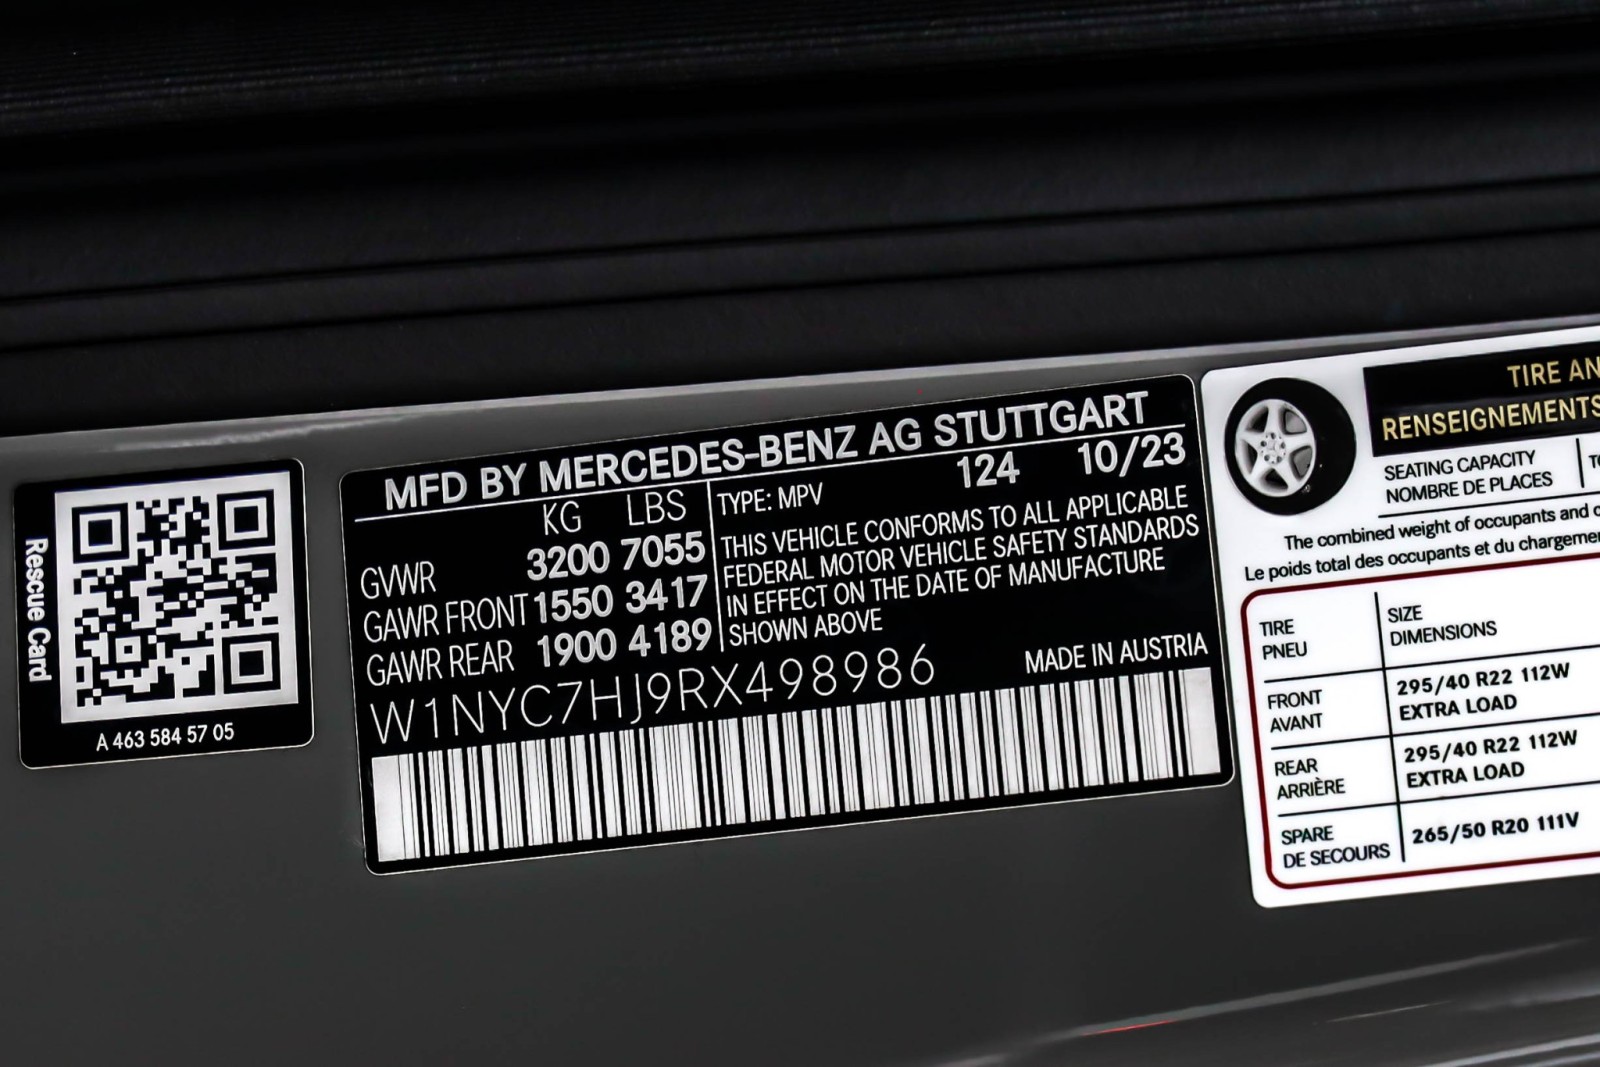 Rescue Card
A 463 584 57 05
MFD BY MERCEDES-BENZ AG STUTTGART
KG LBS
GVWR 3200 7055
GAWR FRONT 1550 3417
GAWR REAR 1900 4189
TYPE: MPV 124 10/23
THIS VEHICLE CONFORMS TO ALL APPLICABLE
FEDERAL MOTOR VEHICLE SAFETY STANDARDS
IN EFFECT ON THE DATE OF MANUFACTURE
SHOWN ABOVE
W1NYC7HJ9RX498986
MADE IN AUSTRIA
TIRE
RENSEIGNEMENTS
SEATING CAPACITY
NOMBRE DE PLACES
The combined weight of occupants and
Le poids total des occupants et du
TIRE
PNEU
SIZE
DIMENSIONS
FRONT
AVANT
295/40 R22 112W
EXTRA LOAD
REAR
ARRIÈRE
295/40 R22 112W
EXTRA LOAD
SPARE
DE SECOURS
265/50 R20 111V